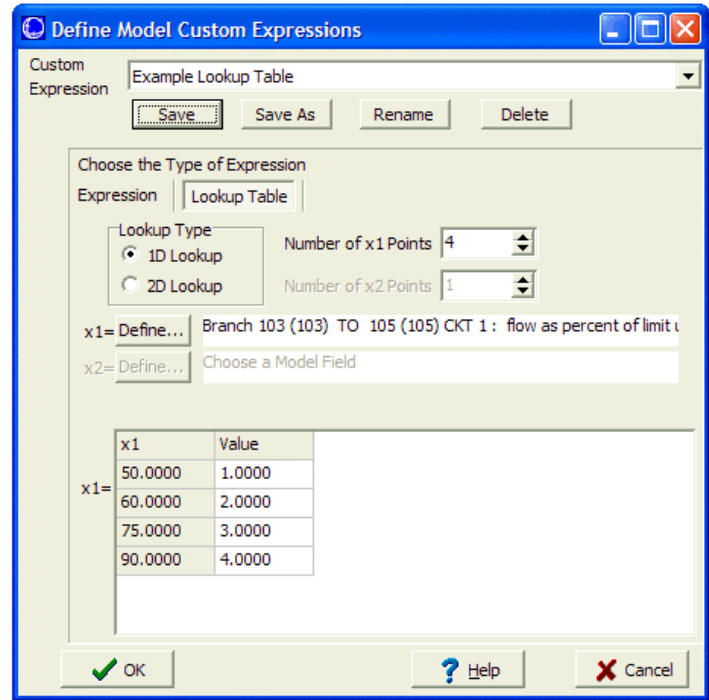 Define Model Custom Expressions
Custom
Expression
Example Lookup Table
Save Save As Rename Delete
Choose the Type of Expression
Expression Lookup Table
Lookup Type
1D Lookup
2D Lookup
Number of x1 Points 4
Number of x2 Points 1
x1= Define... Branch 103 (103) TO 105 (105) CKT 1 : flow as percent of limit u
x2= Define... Choose a Model Field
x1 Value
x1=
50.0000 1.0000
60.0000 2.0000
75.0000 3.0000
90.0000 4.0000
OK Help Cancel